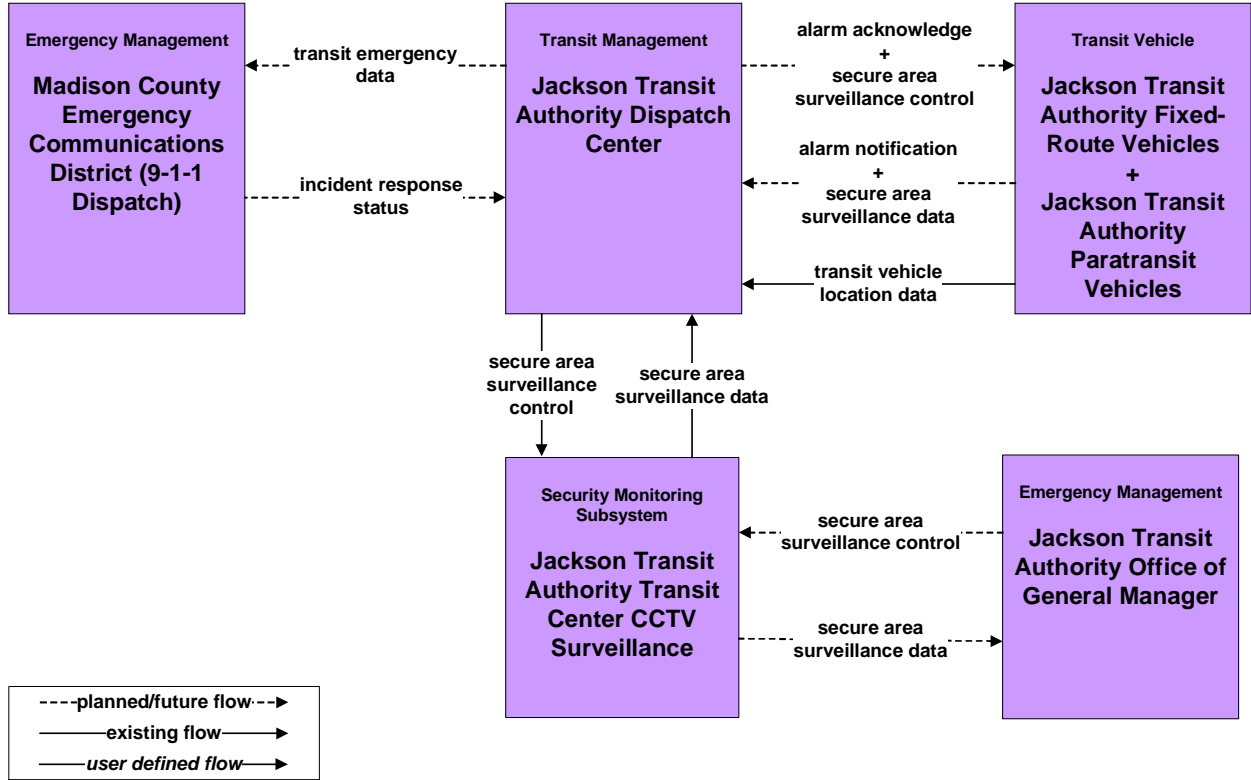 Emergency Management
Madison County
Emergency
Communications
District (9-1-1
Dispatch)
transit emergency
data
incident response
status
Transit Management
Jackson Transit
Authority Dispatch
Center
alarm acknowledge
+
secure area
surveillance control
alarm notification
+
secure area
surveillance data
transit vehicle
location data
Transit Vehicle
Jackson Transit
Authority Fixed-
Route Vehicles
+
Jackson Transit
Authority
Paratransit
Vehicles
secure area
surveillance
control
secure area
surveillance data
Security Monitoring
Subsystem
Jackson Transit
Authority Transit
Center CCTV
Surveillance
secure area
surveillance control
secure area
surveillance data
Emergency Management
Jackson Transit
Authority Office of
General Manager
planned/future flow
existing flow
user defined flow